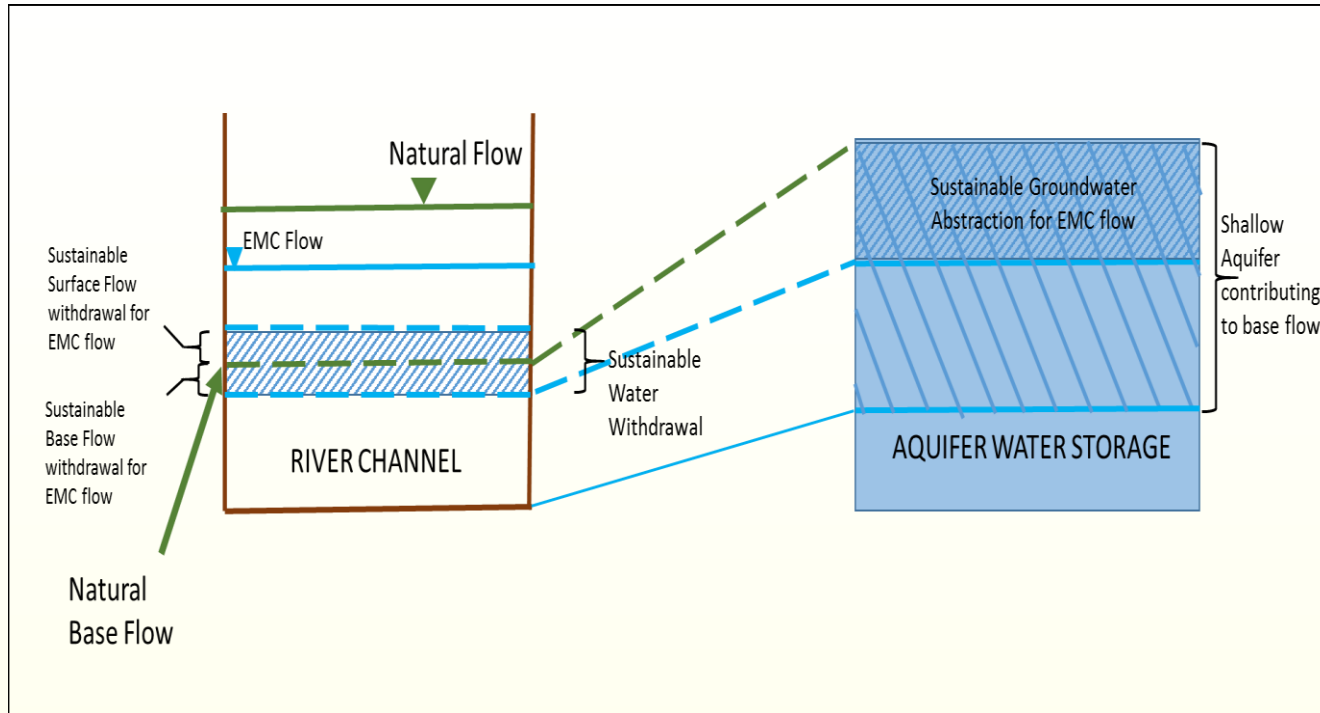 Natural Flow
EMC Flow
Sustainable
Surface Flow
withdrawal for
EMC flow
Sustainable
Base Flow
withdrawal for
EMC flow
Natural
Base Flow
RIVER CHANNEL
Sustainable
Water
Withdrawal
Sustainable Groundwater
Abstraction for EMC flow
AQUIFER WATER STORAGE
Shallow
Aquifer
contributing
to base flow